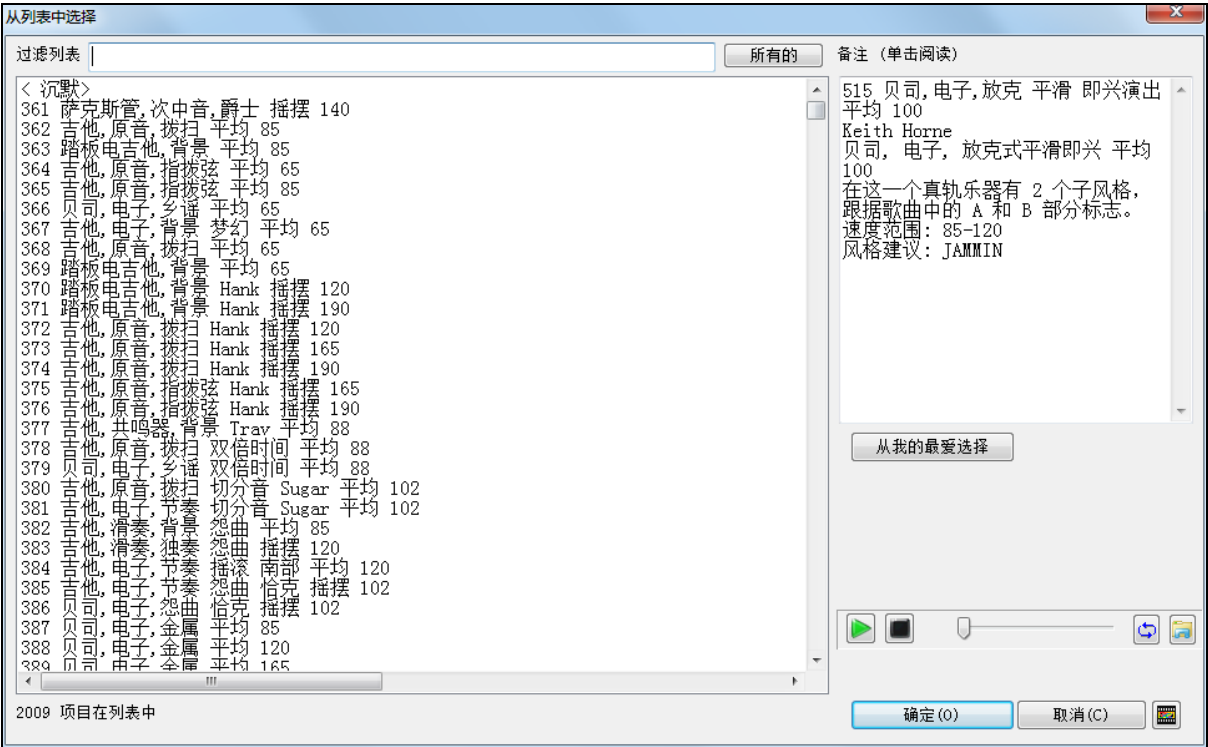 从列表中选择
过滤列表
所有的
备注 (单击阅读)
< 沉默>
361 萨克斯管,次中音,爵士 摇摆 140
362 吉他,原音,拨扫 平均 85
363 踏板电吉他,背景 平均 85
364 吉他,原音,指拨弦 平均 65
365 吉他,原音,指拨弦 平均 85
366 贝司,电子,乡谣 平均 65
367 吉他,电子,背景 梦幻 平均 65
368 吉他,原音,拨扫 平均 65
369 踏板电吉他,背景 平均 65
370 踏板电吉他,背景 Hank 摇摆 120
371 踏板电吉他,背景 Hank 摇摆 190
372 吉他,原音,拨扫 Hank 摇摆 120
373 吉他,原音,拨扫 Hank 摇摆 165
374 吉他,原音,拨扫 Hank 摇摆 190
375 吉他,原音,指拨弦 Hank 摇摆 165
376 吉他,原音,指拨弦 Hank 摇摆 190
377 吉他,共鸣器,背景 Trav 平均 88
378 吉他,原音,拨扫 双倍时间 平均 88
379 贝司,电子,乡谣 双倍时间 平均 88
380 吉他,原音,拨扫 切分音 Sugar 平均 102
381 吉他,电子,节奏 切分音 Sugar 平均 102
382 吉他,滑奏,背景 怨曲 平均 85
383 吉他,滑奏,独奏 怨曲 摇摆 120
384 吉他,电子,节奏 摇滚 南部 平均 120
385 吉他,电子,节奏 怨曲 恰克 摇摆 102
386 贝司,电子,怨曲 恰克 摇摆 102
387 贝司,电子,金属 平均 85
388 贝司,电子,金属 平均 120
389 贝司,电子,金属 平均 165
2009 项目在列表中
515 贝司,电子,放克 平滑 即兴演出
平均 100
Keith Horne
贝司, 电子, 放克式平滑即兴 平均
100
在这一个真轨乐器有 2 个子风格,
跟据歌曲中的 A 和 B 部分标志。
速度范围: 85-120
风格建议: JAMMIN
从我的最爱选择
确定(O)
取消(C)